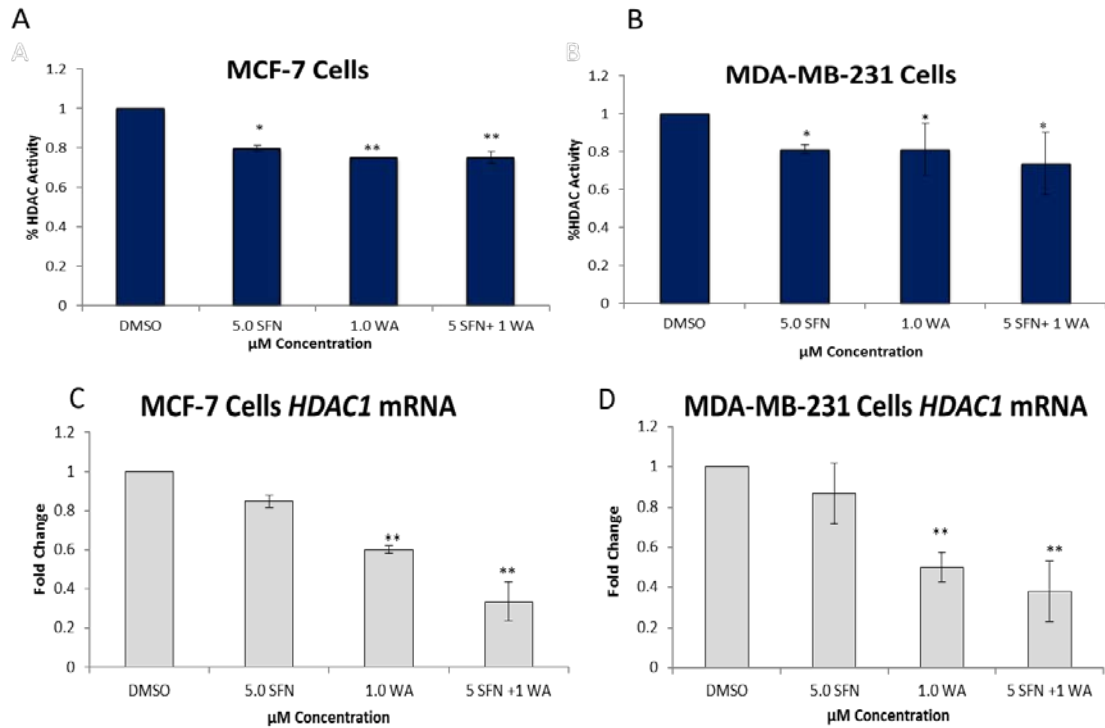 A
A
MCF-7 Cells
% HDAC Activity
1.2
1
0.8
0.6
0.4
0.2
0
*
**
**
DMSO
5.0 SFN
1.0 WA
5 SFN+ 1 WA
µM Concentration
B
B
MDA-MB-231 Cells
%HDAC Activity
1.2
1
0.8
0.6
0.4
0.2
0
*
*
*
DMSO
5.0 SFN
1.0 WA
5 SFN+ 1 WA
µM Concentration
C
MCF-7 Cells HDAC1 mRNA
Fold Change
1.2
1
0.8
0.6
0.4
0.2
0
**
**
DMSO
5.0 SFN
1.0 WA
5 SFN +1 WA
µM Concentration
D
MDA-MB-231 Cells HDAC1 mRNA
Fold Change
1.2
1
0.8
0.6
0.4
0.2
0
**
**
DMSO
5.0 SFN
1.0 WA
5 SFN +1 WA
µM Concentration